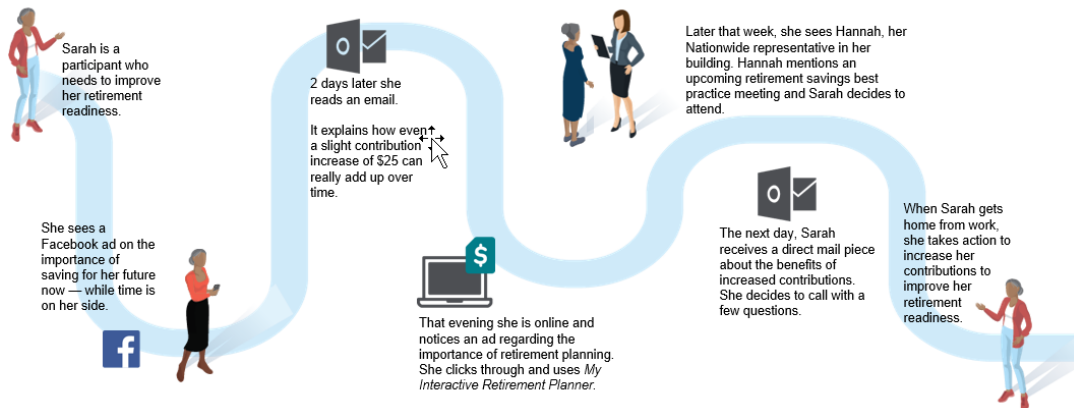 Sarah is a
participant who
needs to improve
her retirement
readiness.
She sees a
Facebook ad on the
importance of
saving for her future
now — while time is
on her side.
f
2 days later she
reads an email.
It explains how even
a slight contribution
increase of $25 can
really add up over
time.
$
That evening she is online and
notices an ad regarding the
importance of retirement planning.
She clicks through and uses My
Interactive Retirement Planner.
Later that week, she sees Hannah, her
Nationwide representative in her
building. Hannah mentions an
upcoming retirement savings best
practice meeting and Sarah decides to
attend.
The next day, Sarah
receives a direct mail piece
about the benefits of
increased contributions.
She decides to call with a
few questions.
When Sarah gets
home from work,
she takes action to
increase her
contributions to
improve her
retirement
readiness.